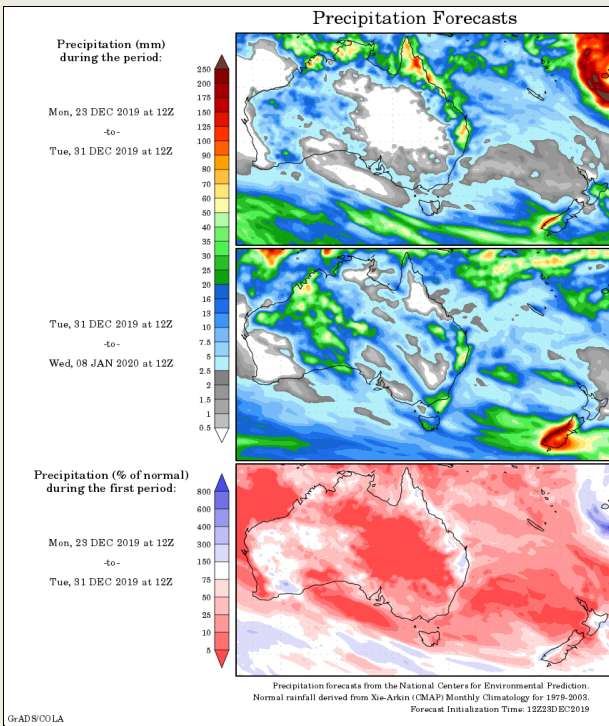 Precipitation Forecasts
Precipitation (mm)
during the period:
Mon, 23 DEC 2019 at 12Z
-to-
Tue, 31 DEC 2019 at 12Z
250
200
175
150
125
100
90
80
70
60
50
40
35
30
25
20
16
13
10
7.5
5
2.5
2
1.5
1
0.5
Tue, 31 DEC 2019 at 12Z
-to-
Wed, 08 JAN 2020 at 12Z
Precipitation (% of normal)
during the first period:
Mon, 23 DEC 2019 at 12Z
-to-
Tue, 31 DEC 2019 at 12Z
800
600
400
300
150
75
50
25
10
5
Precipitation forecasts from the National Centers for Environmental Prediction.
Normal rainfall derived from Xie-Arkin (CMAP) Monthly Climatology for 1979-2003.
Forecast Initialization Time: 12Z23DEC2019
GrADS/COLA